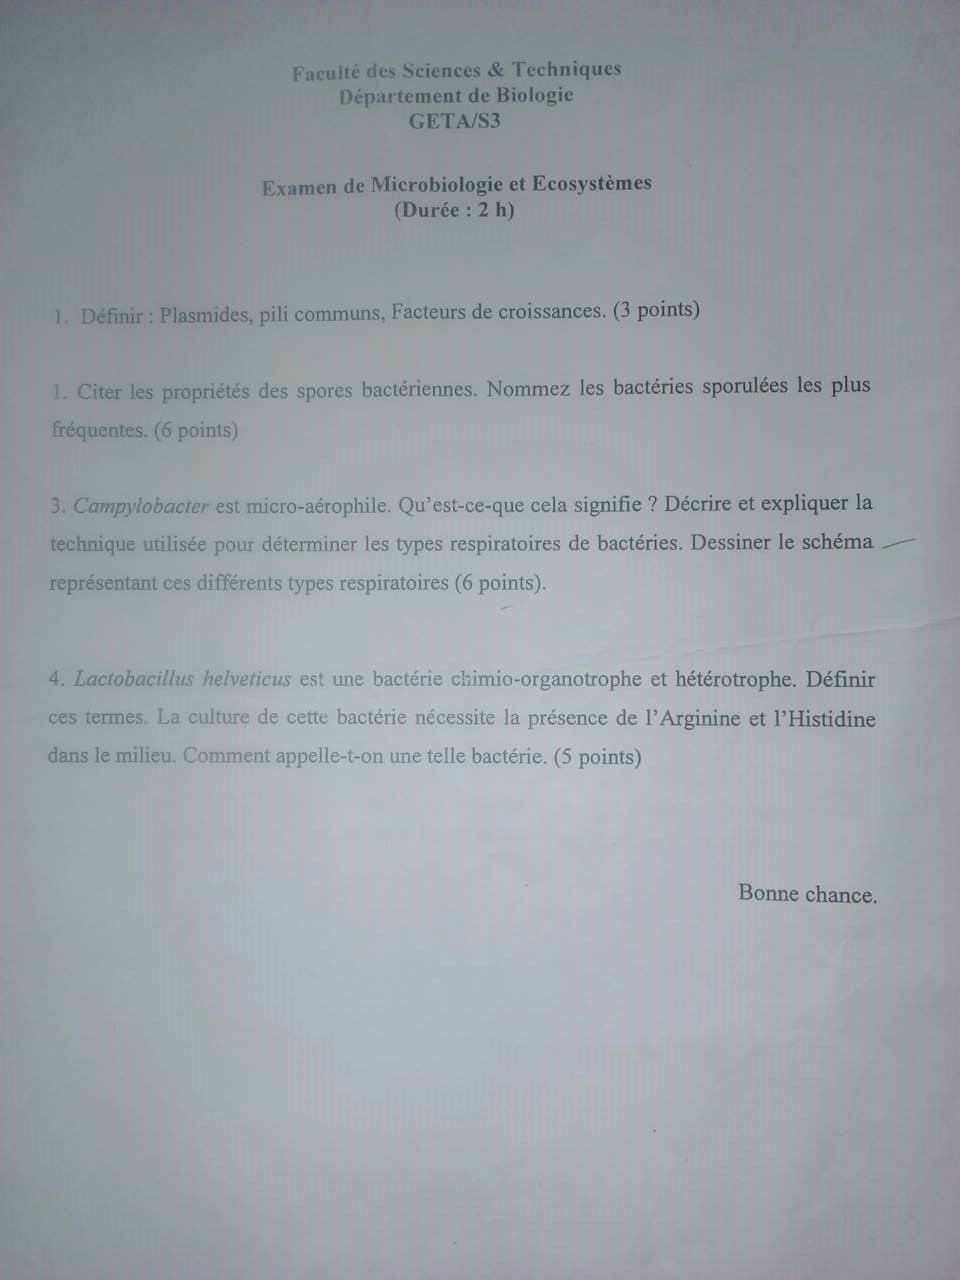 Faculté des Sciences & Techniques
Département de Biologie
GETA/S3
Examen de Microbiologie et Ecosystèmes
(Durée : 2 h)
1. Définir : Plasmides, pili communs, Facteurs de croissances. (3 points)
1. Citer les propriétés des spores bactériennes. Nommez les bactéries sporulées les plus
fréquentes. (6 points)
3. Campylobacter est micro-aérophile. Qu'est-ce-que cela signifie ? Décrire et expliquer la
technique utilisée pour déterminer les types respiratoires de bactéries. Dessiner le schéma
représentant ces différents types respiratoires (6 points).
4. Lactobacillus helveticus est une bactérie chimio-organotrophe et hétérotrophe. Définir
ces termes. La culture de cette bactérie nécessite la présence de l'Arginine et l'Histidine
dans le milieu. Comment appelle-t-on une telle bactérie. (5 points)
Bonne chance.